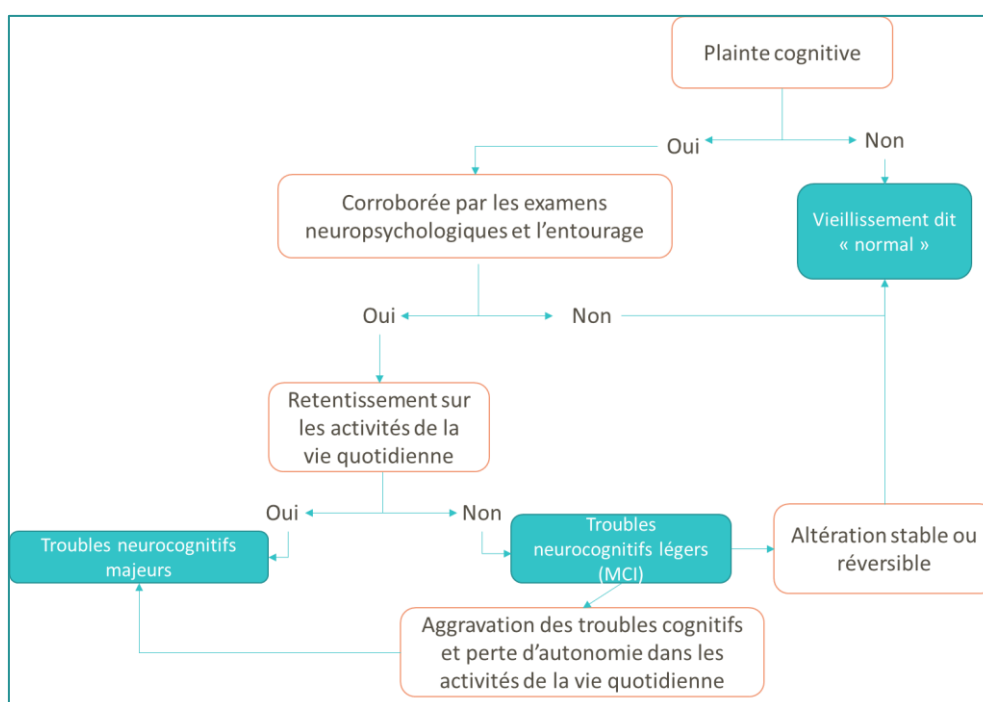 Plainte cognitive
Oui
Non
Corroborée par les examens
neuropsychologiques et l'entourage
Vieillissement dit
« normal »
Oui
Non
Retentissement sur
les activités de la
vie quotidienne
Oui
Non
Troubles neurocognitifs
majeurs
Troubles
neurocognitifs légers
(MCI)
Altération stable ou
réversible
Aggravation des troubles cognitifs
et perte d'autonomie dans les
activités de la vie quotidienne